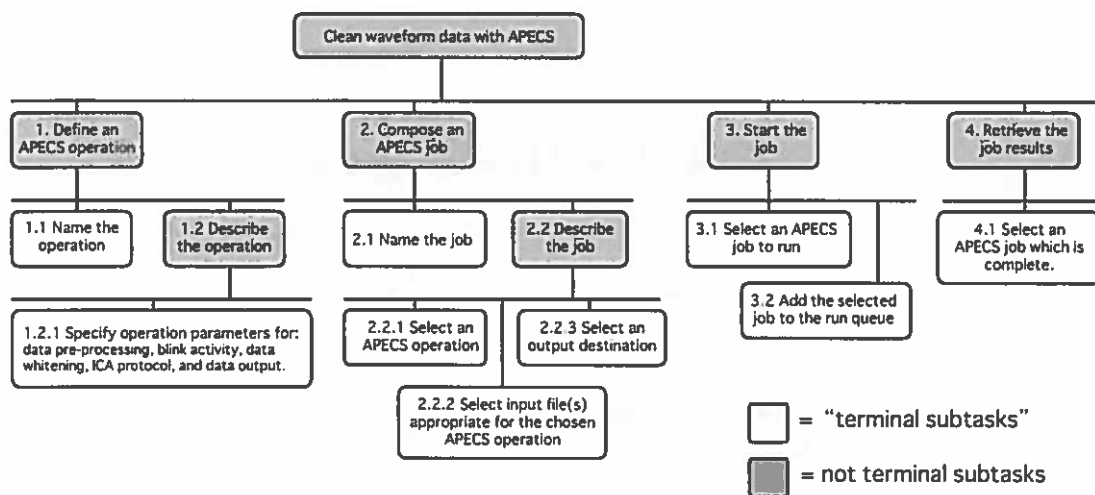 Clean waveform data with APECS
1. Define an
APECS operation
2. Compose an
APECS job
3. Start the
job
4. Retrieve the
job results
1.1 Name the
operation
1.2 Describe
the operation
2.1 Name the job
2.2 Describe
the job
3.1 Select an APECS
job to run
4.1 Select an
APECS job which is
complete.
3.2 Add the selected
job to the run queue
1.2.1 Specify operation parameters for:
data pre-processing, blink activity, data
whitening, ICA protocol, and data output.
2.2.1 Select an
APECS operation
2.2.3 Select an
output destination
2.2.2 Select input file(s)
appropriate for the chosen
APECS operation
= “terminal subtasks”
= not terminal subtasks